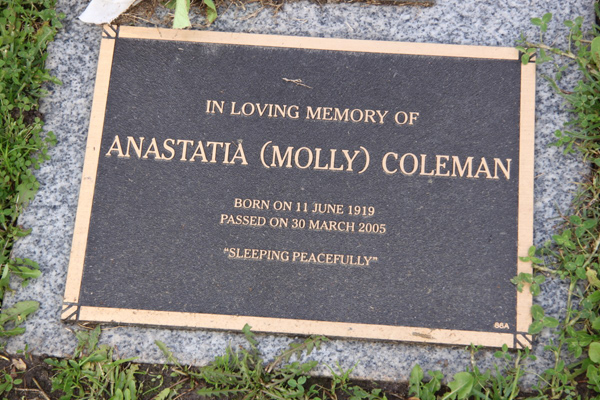 IN LOVING MEMORY OF
ANASTATIA (MOLLY) COLEMAN
BORN ON 11 JUNE 1919
PASSED ON 30 MARCH 2005
“SLEEPING PEACEFULLY”
86A